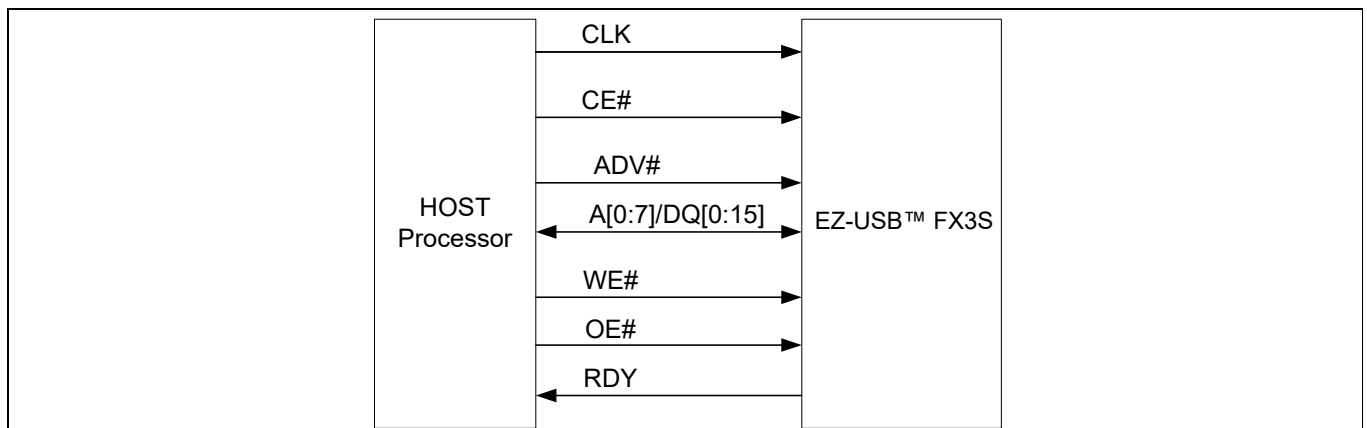 CLK
CE#
ADV#
HOST
Processor
A[0:7]/DQ[0:15]
EZ-USB™ FX3S
WE#
OE#
RDY